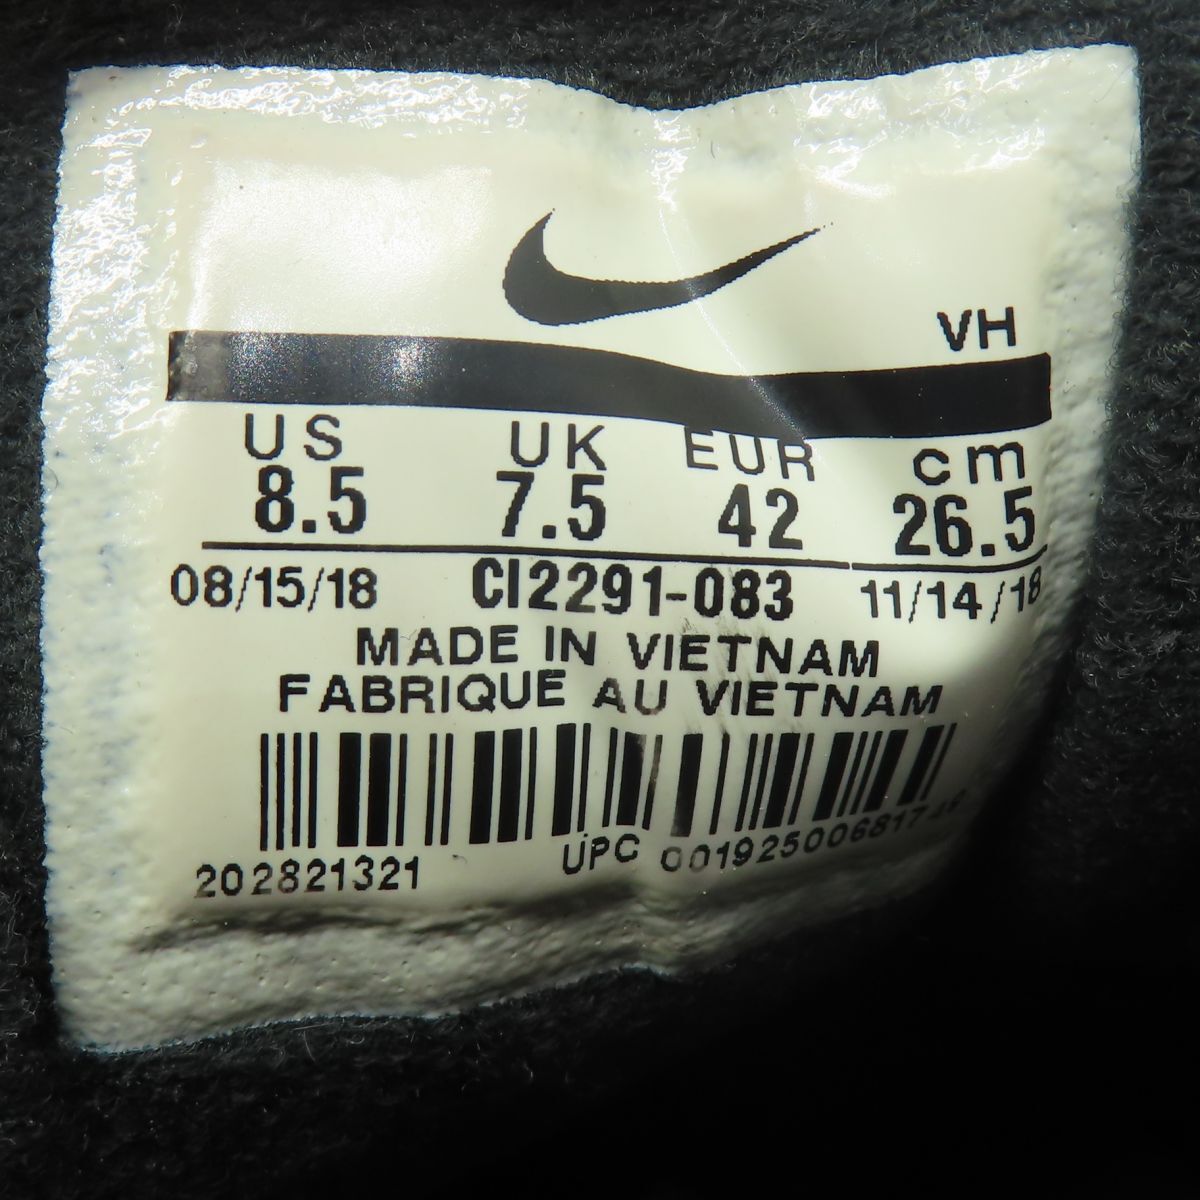 VH
US UK EUR cm
8.5 7.5 42 26.5
08/15/18 CI2291-083 11/14/18
MADE IN VIETNAM
FABRIQUE AU VIETNAM
202821321 UPC